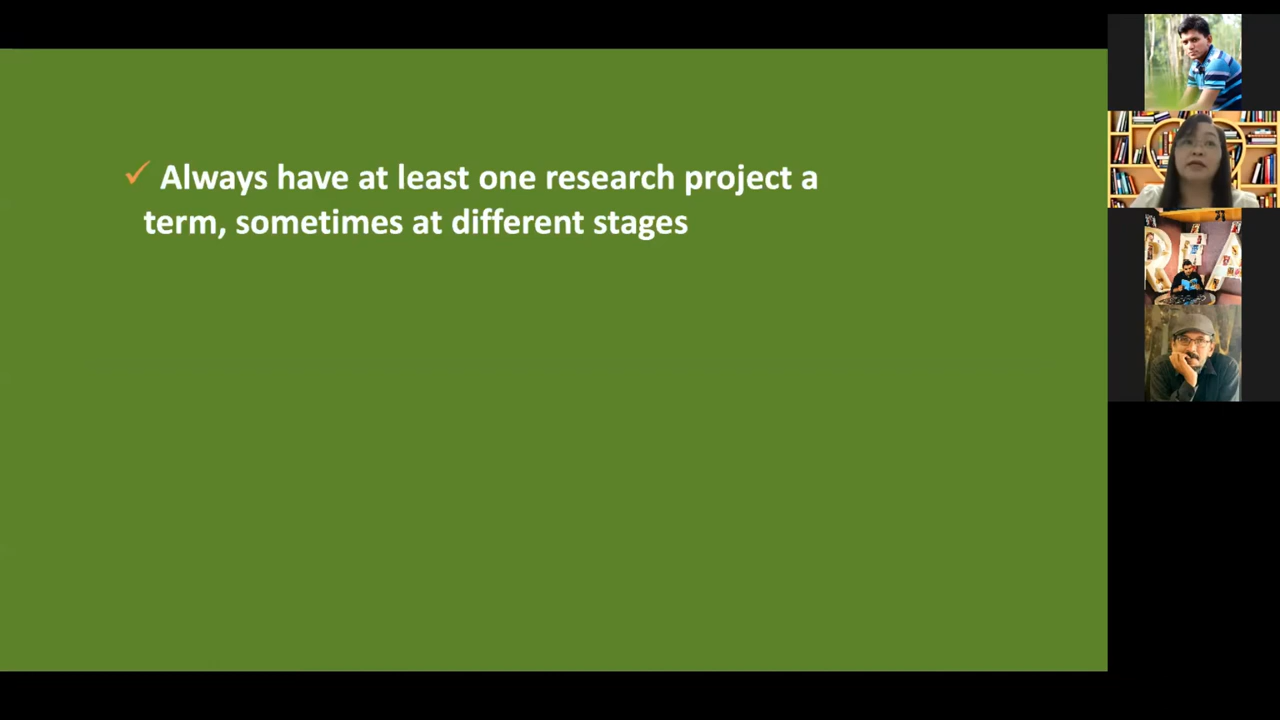 ✓ Always have at least one research project a
term, sometimes at different stages